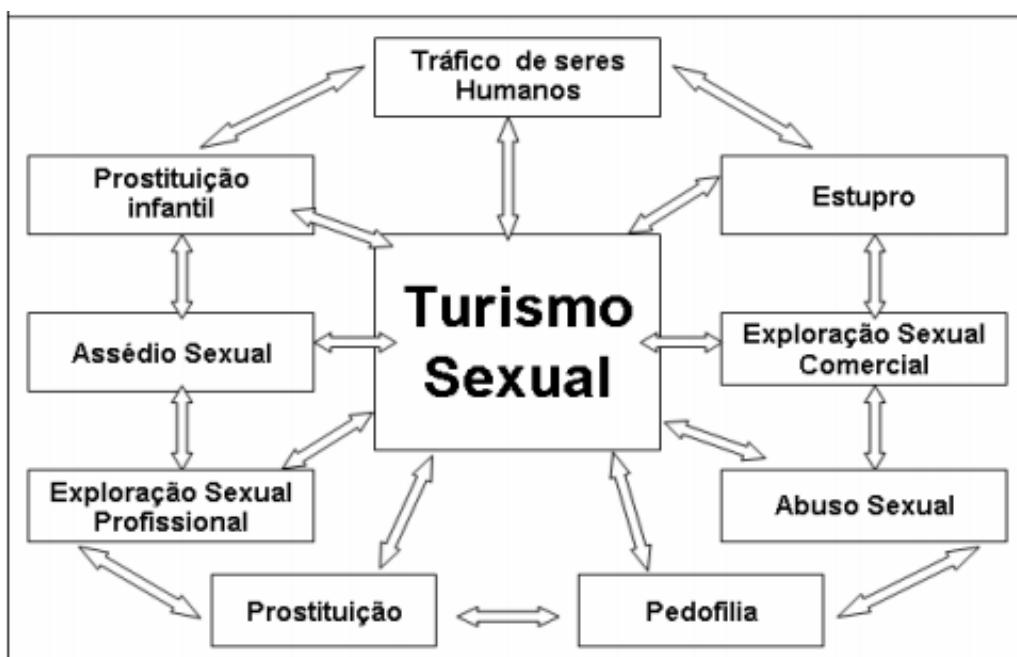 Tráfico de seres
Humanos
Prostituição
infantil
Estupro
Turismo
Sexual
Assédio Sexual
Exploração Sexual
Comercial
Exploração Sexual
Profissional
Abuso Sexual
Prostituição
Pedofilia